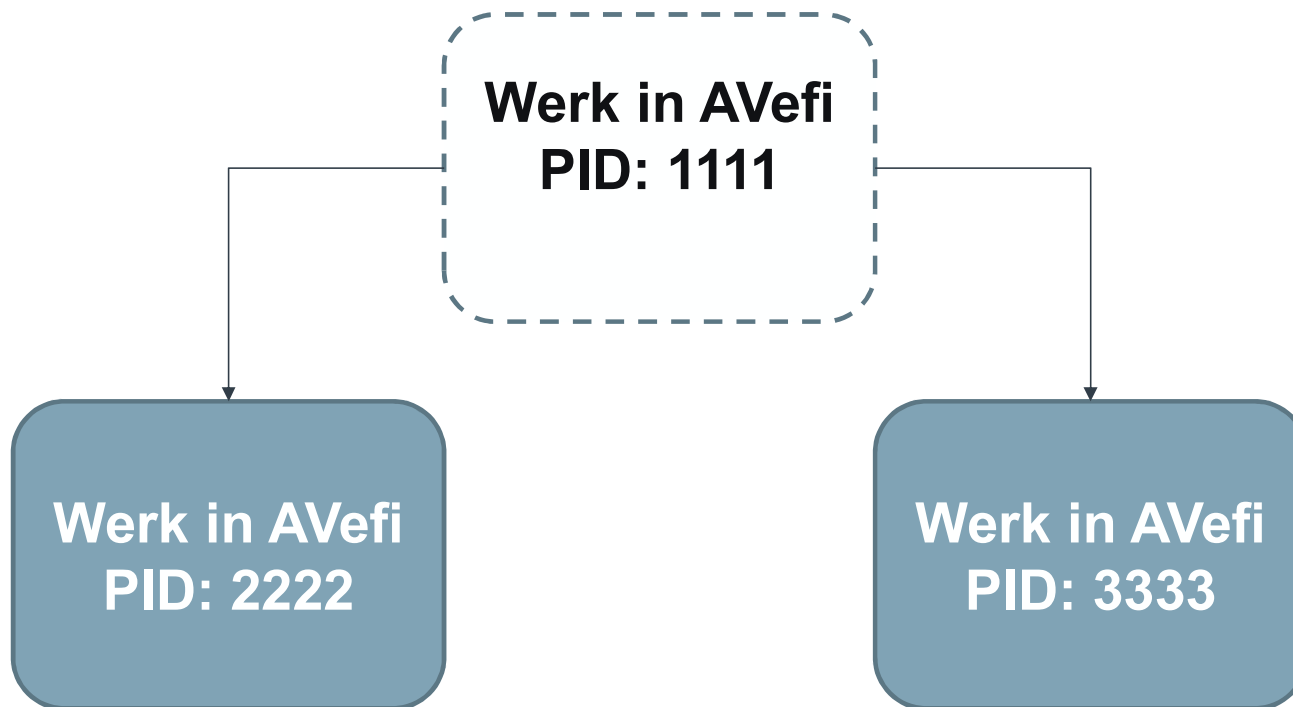 Werk in AVefi
PID: 1111
Werk in AVefi
PID: 2222
Werk in AVefi
PID: 3333